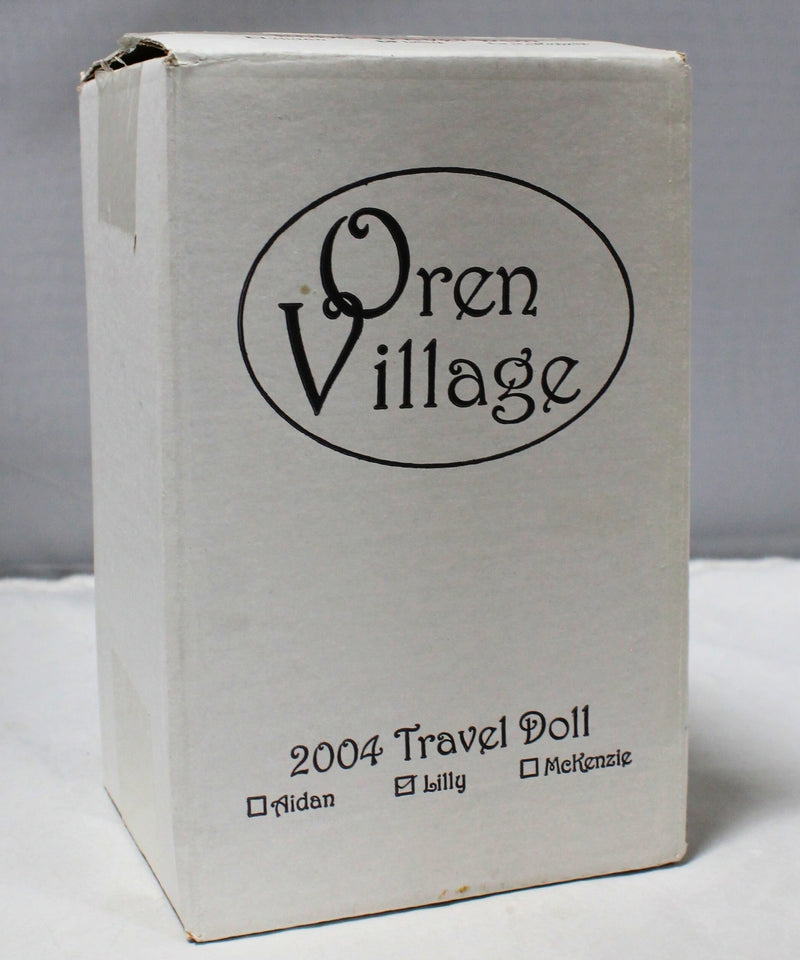 Oren
Village
2004 Travel Doll
☐ Aidan ☑ Lilly ☐ McKenzie